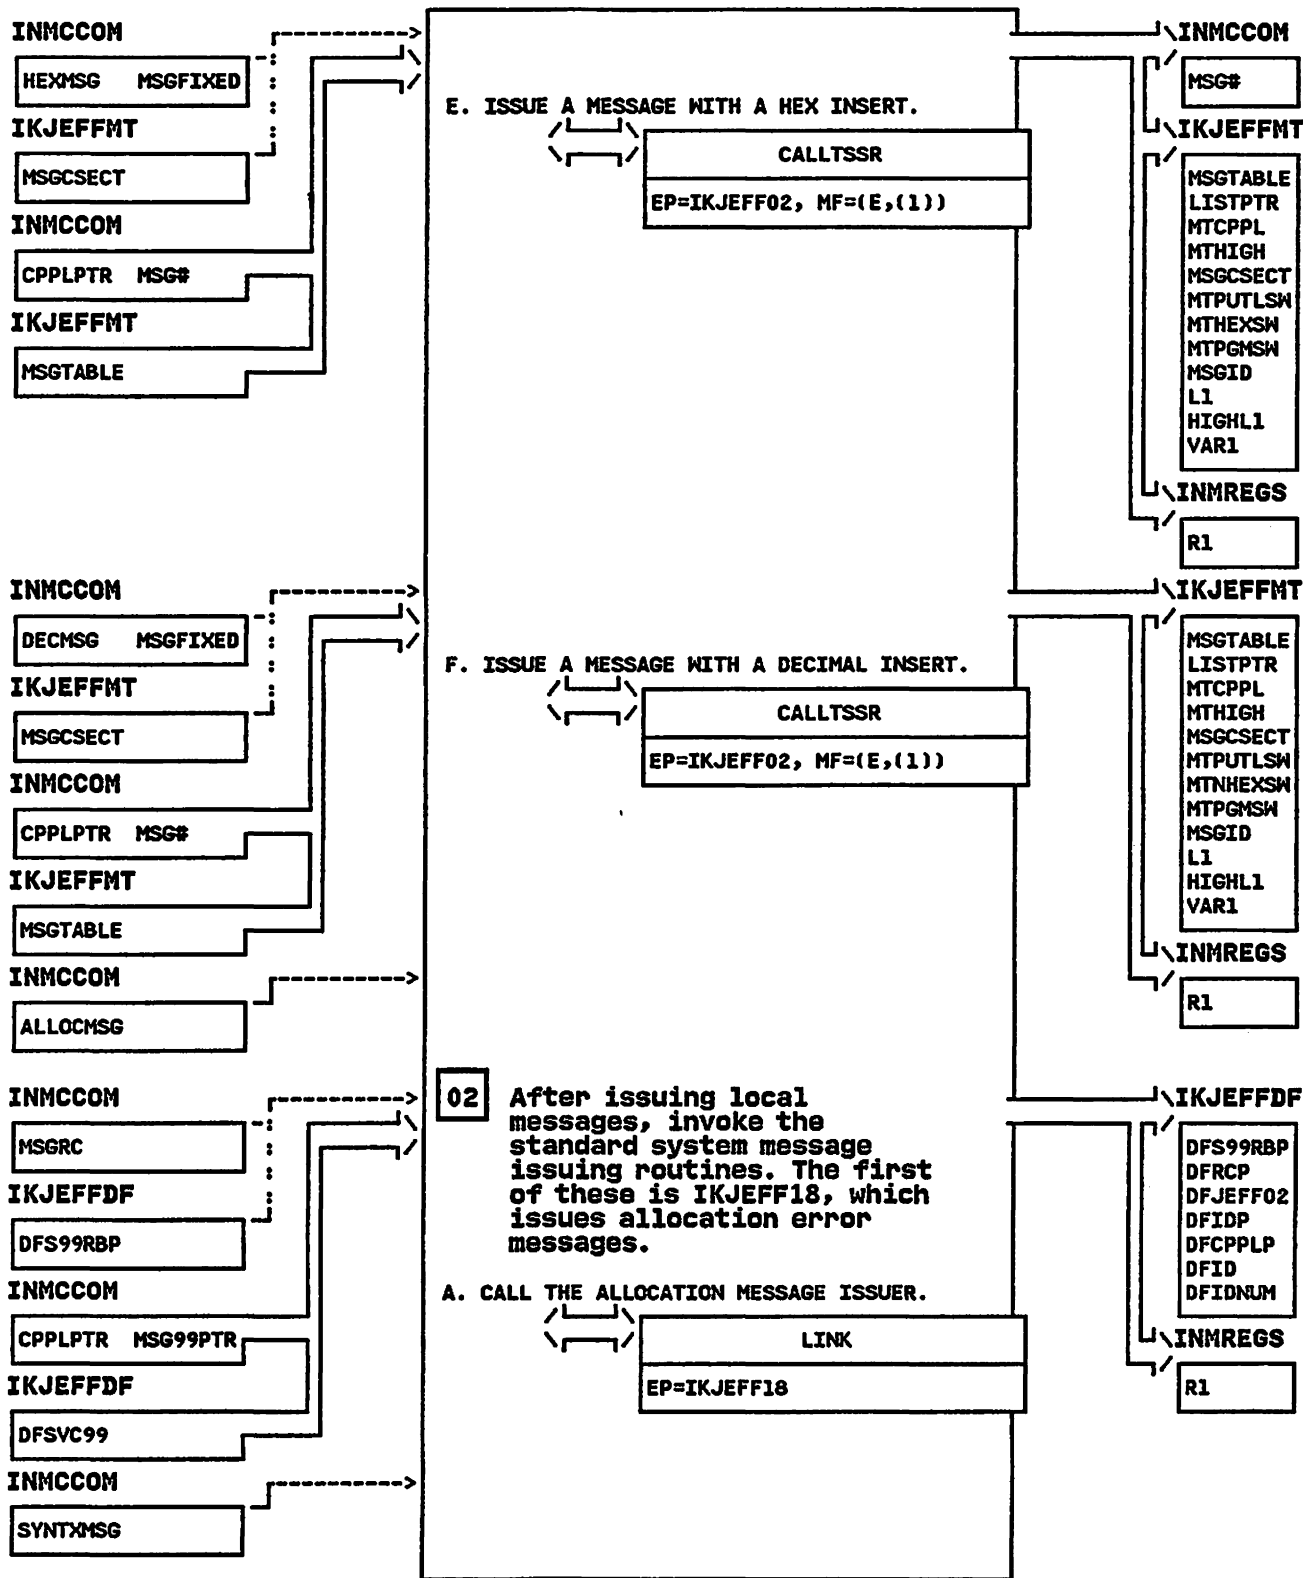 INMCCOM
HEXMSG MSGFIXED
IKJEFFMT
MSGCSECT
INMCCOM
CPPLPTR MSG#
IKJEFFMT
MSGTABLE
E. ISSUE A MESSAGE WITH A HEX INSERT.
CALLTSSR
EP=IKJEFF02, MF=(E,(1))
INMCCOM
MSG#
IKJEFFMT
MSGTABLE
LISTPTR
MTCPPL
MTHIGH
MSGCSECT
MTPUTLSW
MTHEXSW
MTPGMSW
MSGID
L1
HIGHL1
VAR1
INMREGS
R1
INMCCOM
DECMSG MSGFIXED
IKJEFFMT
MSGCSECT
INMCCOM
CPPLPTR MSG#
IKJEFFMT
MSGTABLE
INMCCOM
ALLOCMSG
F. ISSUE A MESSAGE WITH A DECIMAL INSERT.
CALLTSSR
EP=IKJEFF02, MF=(E,(1))
IKJEFFMT
MSGTABLE
LISTPTR
MTCPPL
MTHIGH
MSGCSECT
MTPUTLSW
MTNHEXSW
MTPGMSW
MSGID
L1
HIGHL1
VAR1
INMREGS
R1
INMCCOM
MSGRC
IKJEFFDF
DFS99RBP
INMCCOM
CPPLPTR MSG99PTR
IKJEFFDF
DFSVC99
INMCCOM
SYNTXMSG
02 After issuing local
messages, invoke the
standard system message
issuing routines. The first
of these is IKJEFF18, which
issues allocation error
messages.
A. CALL THE ALLOCATION MESSAGE ISSUER.
LINK
EP=IKJEFF18
IKJEFFDF
DFS99RBP
DFRCP
DFJEFF02
DFIDP
DFCPPLP
DFID
DFIDNUM
INMREGS
R1